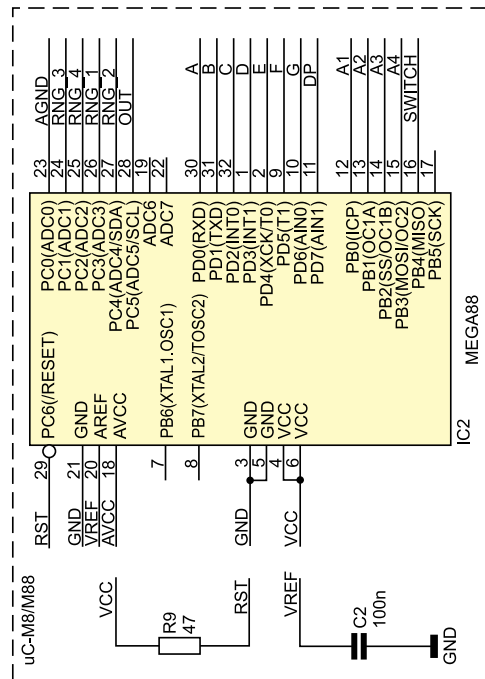 uC-M8/M88
RST 29 PC6(/RESET) PC0(ADC0) 23 AGND
PC1(ADC1) 24 RNG_3
GND 21 GND PC2(ADC2) 25 RNG_4
VREF 20 AREF PC3(ADC3) 26 RNG_1
AVCC 18 AVCC PC4(ADC4/SDA) 27 RNG_2
PC5(ADC5/SCL) 28 OUT
ADC6 19
7 PB6(XTAL1.OSC1) ADC7 22
8 PB7(XTAL2/TOSC2) PD0(RXD) 30 A
PD1(TXD) 31 B
PD2(INT0) 32 C
GND 3 GND PD3(INT1) 1 D
5 GND PD4(XCK/T0) 2 E
4 VCC PD5(T1) 9 F
VCC 6 VCC PD6(AIN0) 10 G
PD7(AIN1) 11 DP
PB0(ICP) 12 A1
PB1(OC1A 13 A2
PB2(SS/OC1B) 14 A3
PB3(MOSI/OC2 15 A4
PB4(MISO 16 SWITCH
PB5(SCK) 17
IC2 MEGA88
VCC
R9
47
RST
VREF
C2
100n
GND